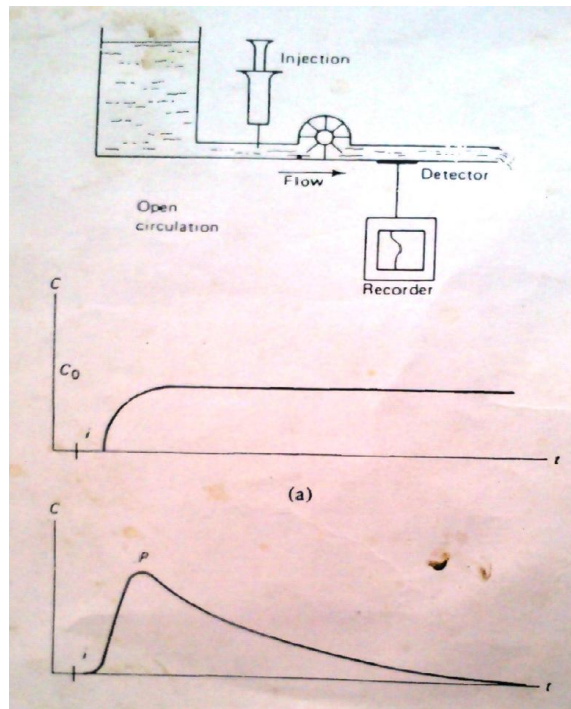 Injection
Flow
Detector
Open
circulation
Recorder
C
C₀
i
t
(a)
C
P
i
t